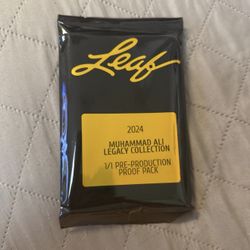 Leaf
2024
MUHAMMAD ALI
LEGACY COLLECTION
1/1 PRE-PRODUCTION
PROOF PACK